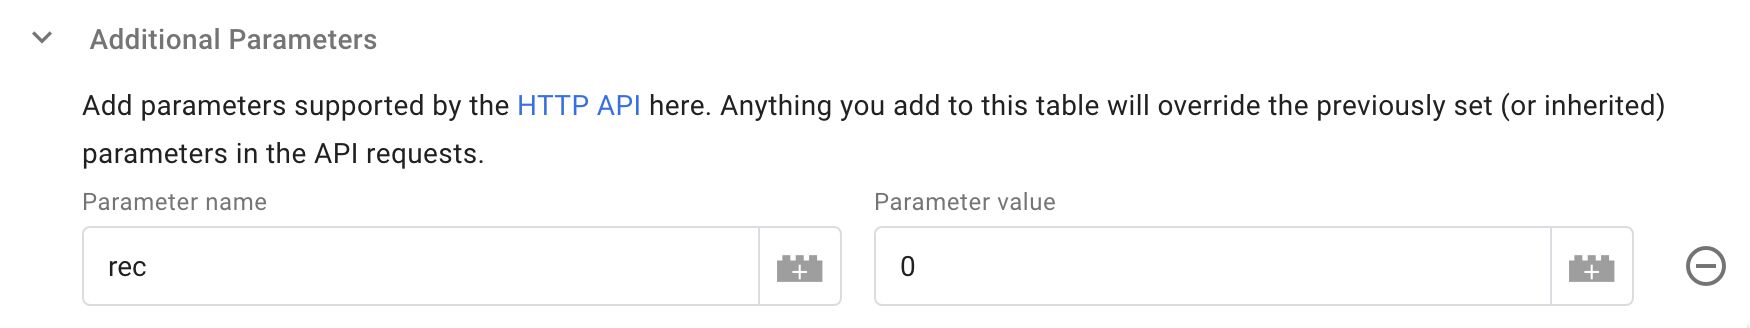 Additional Parameters
Add parameters supported by the HTTP API here. Anything you add to this table will override the previously set (or inherited)
parameters in the API requests.
Parameter name Parameter value
rec 0